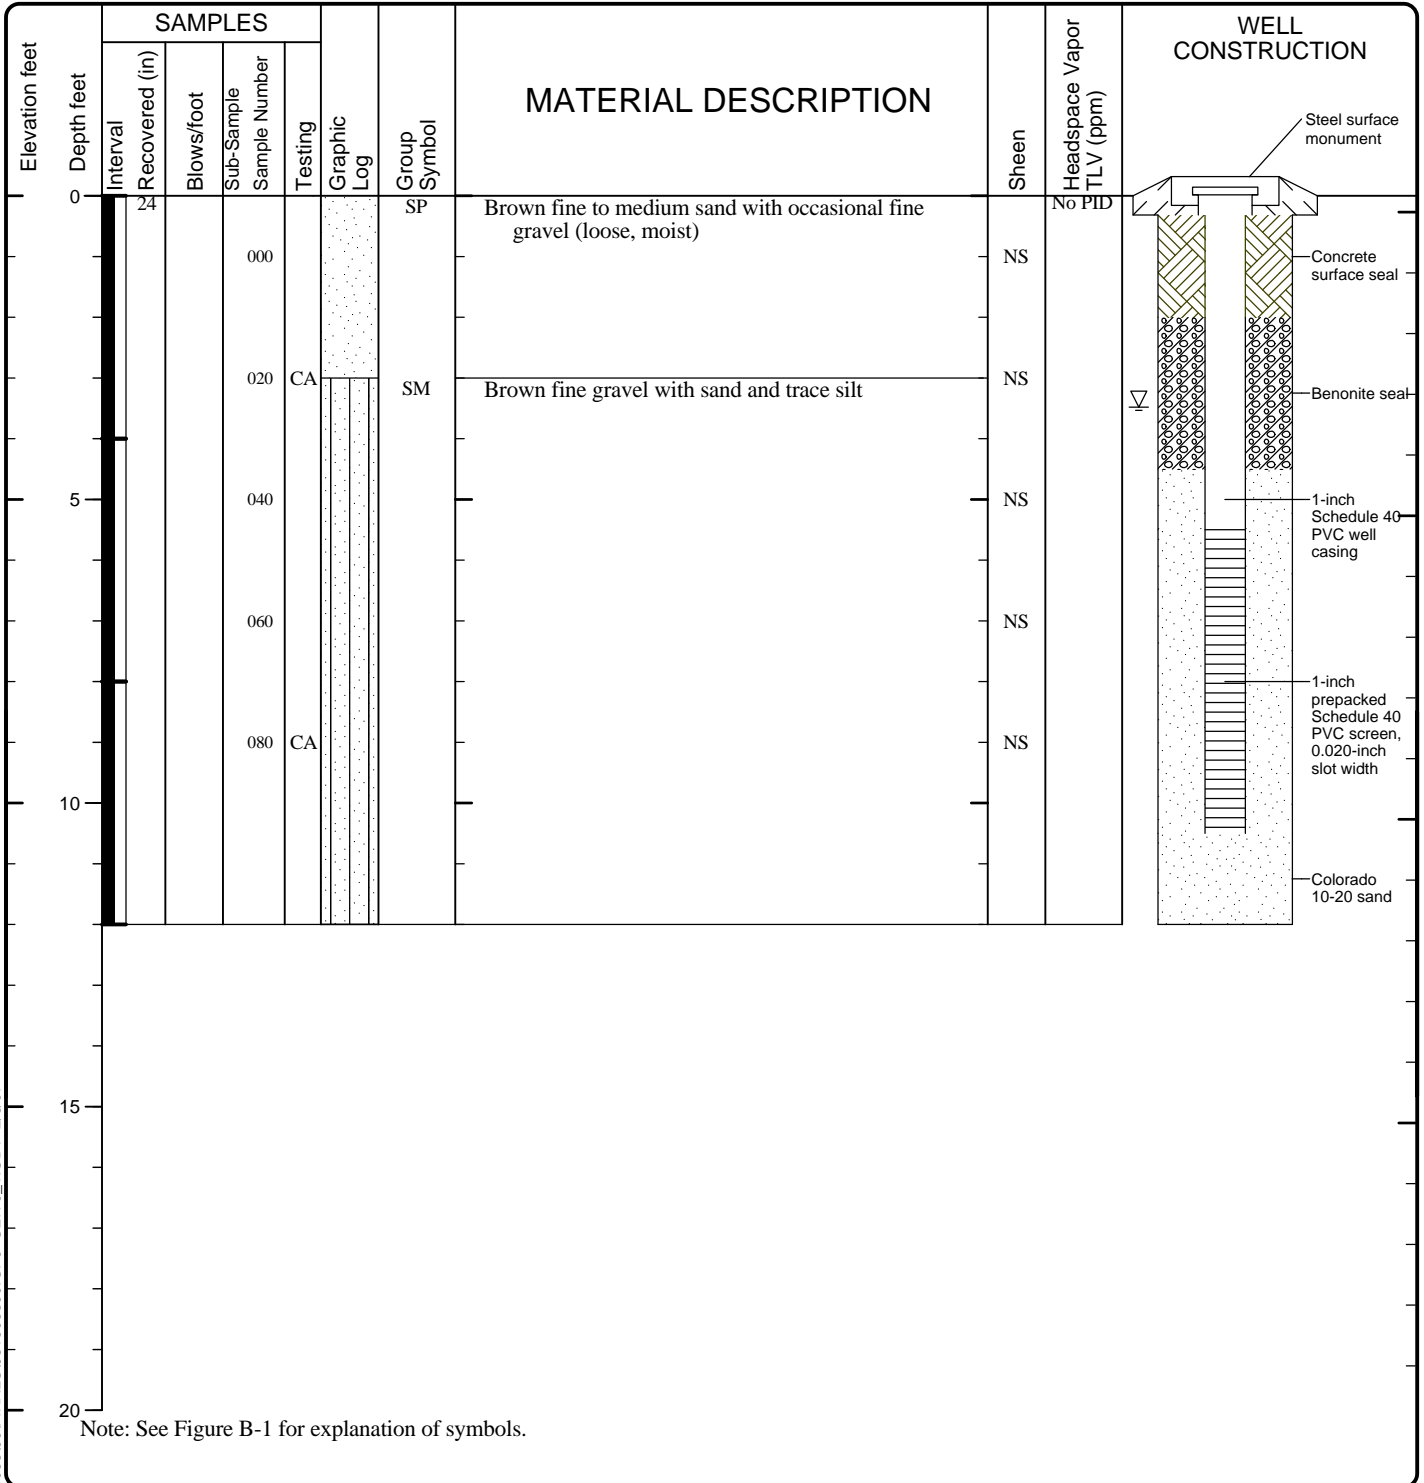 Elevation feet
Depth feet
SAMPLES
Interval
Recovered (in)
Blows/foot
Sub-Sample
Sample Number
Testing
Graphic
Log
Group
Symbol
MATERIAL DESCRIPTION
Sheen
Headspace Vapor
TLV (ppm)
WELL
CONSTRUCTION
Steel surface
monument
0
24
SP
Brown fine to medium sand with occasional fine
gravel (loose, moist)
No PID
000
NS
Concrete
surface seal
020
CA
SM
Brown fine gravel with sand and trace silt
NS
Benonite seal
5
040
NS
1-inch
Schedule 40
PVC well
casing
060
NS
1-inch
prepacked
Schedule 40
PVC screen,
0.020-inch
slot width
080
CA
NS
10
Colorado
10-20 sand
15
20
Note: See Figure B-1 for explanation of symbols.